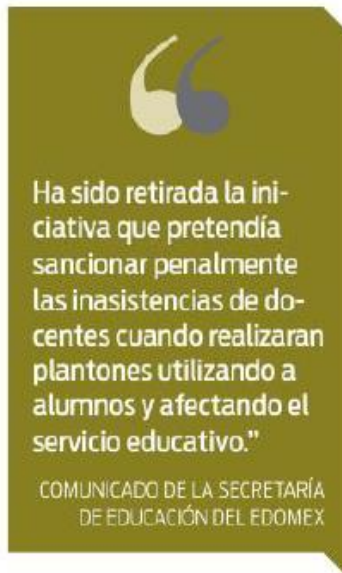 Ha sido retirada la ini-
ciativa que pretendía
sancionar penalmente
las inasistencias de do-
centes cuando realizaran
plantones utilizando a
alumnos y afectando el
servicio educativo.”
COMUNICADO DE LA SECRETARÍA
DE EDUCACIÓN DEL EDOMEX